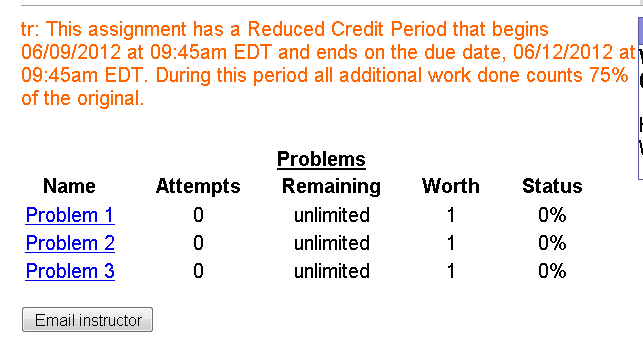 tr: This assignment has a Reduced Credit Period that begins
06/09/2012 at 09:45am EDT and ends on the due date, 06/12/2012 at
09:45am EDT. During this period all additional work done counts 75%
of the original.
Problems
Name Attempts Remaining Worth Status
Problem 1 0 unlimited 1 0%
Problem 2 0 unlimited 1 0%
Problem 3 0 unlimited 1 0%
Email instructor